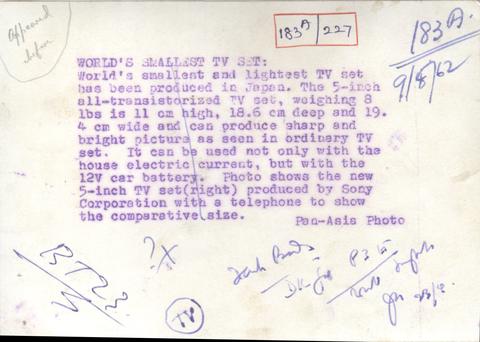 Appeared
before
183A/227
183A.
9/8/62
WORLD'S SMALLEST TV SET:
World's smallest and lightest TV set
has been produced in Japan. The 5-inch
all-transistorized TV set, weighing 8
lbs is 11 cm high, 18.6 cm deep and 19.
4 cm wide and can produce sharp and
bright picture as seen in ordinary TV
set. It can be used not only with the
house electric current, but with the
12V car battery. Photo shows the new
5-inch TV set(right) produced by Sony
Corporation with a telephone to show
the comparative size.
Pan-Asis Photo
?X
TV